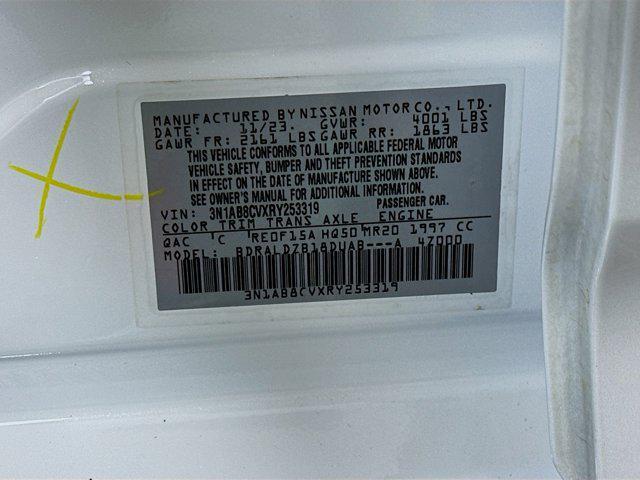 MANUFACTURED BY NISSAN MOTOR CO., LTD.
DATE: 11/23. GVWR: 4001 LBS
GAWR FR: 2161 LBS GAWR RR: 1863 LBS
THIS VEHICLE CONFORMS TO ALL APPLICABLE FEDERAL MOTOR
VEHICLE SAFETY, BUMPER AND THEFT PREVENTION STANDARDS
IN EFFECT ON THE DATE OF MANUFACTURE SHOWN ABOVE.
SEE OWNER'S MANUAL FOR ADDITIONAL INFORMATION.
VIN: 3N1AB8CVXRY253319 PASSENGER CAR.
COLOR TRIM TRANS AXLE ENGINE
QAC C RE0F15A HQ50 MR20 1997 CC
MODEL: BDRALDZB18DUAB---A 47000
3N1AB8CVXRY253319